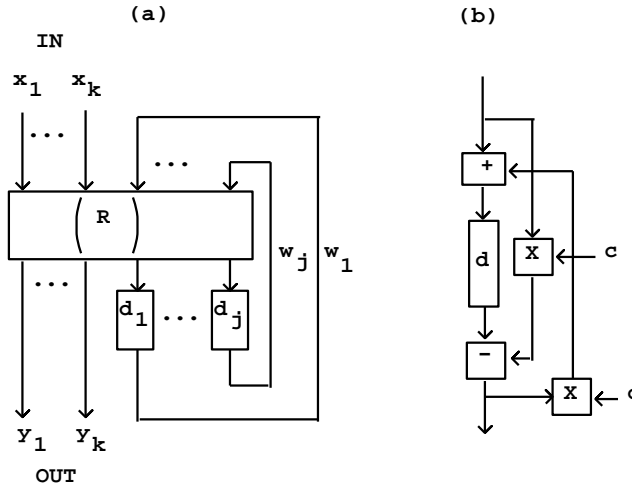 (a)
IN
x1 xk
...
...
( R )
wj w1
...
d1 ... dj
y1 yk
OUT
(b)
+
d
X c
-
X c